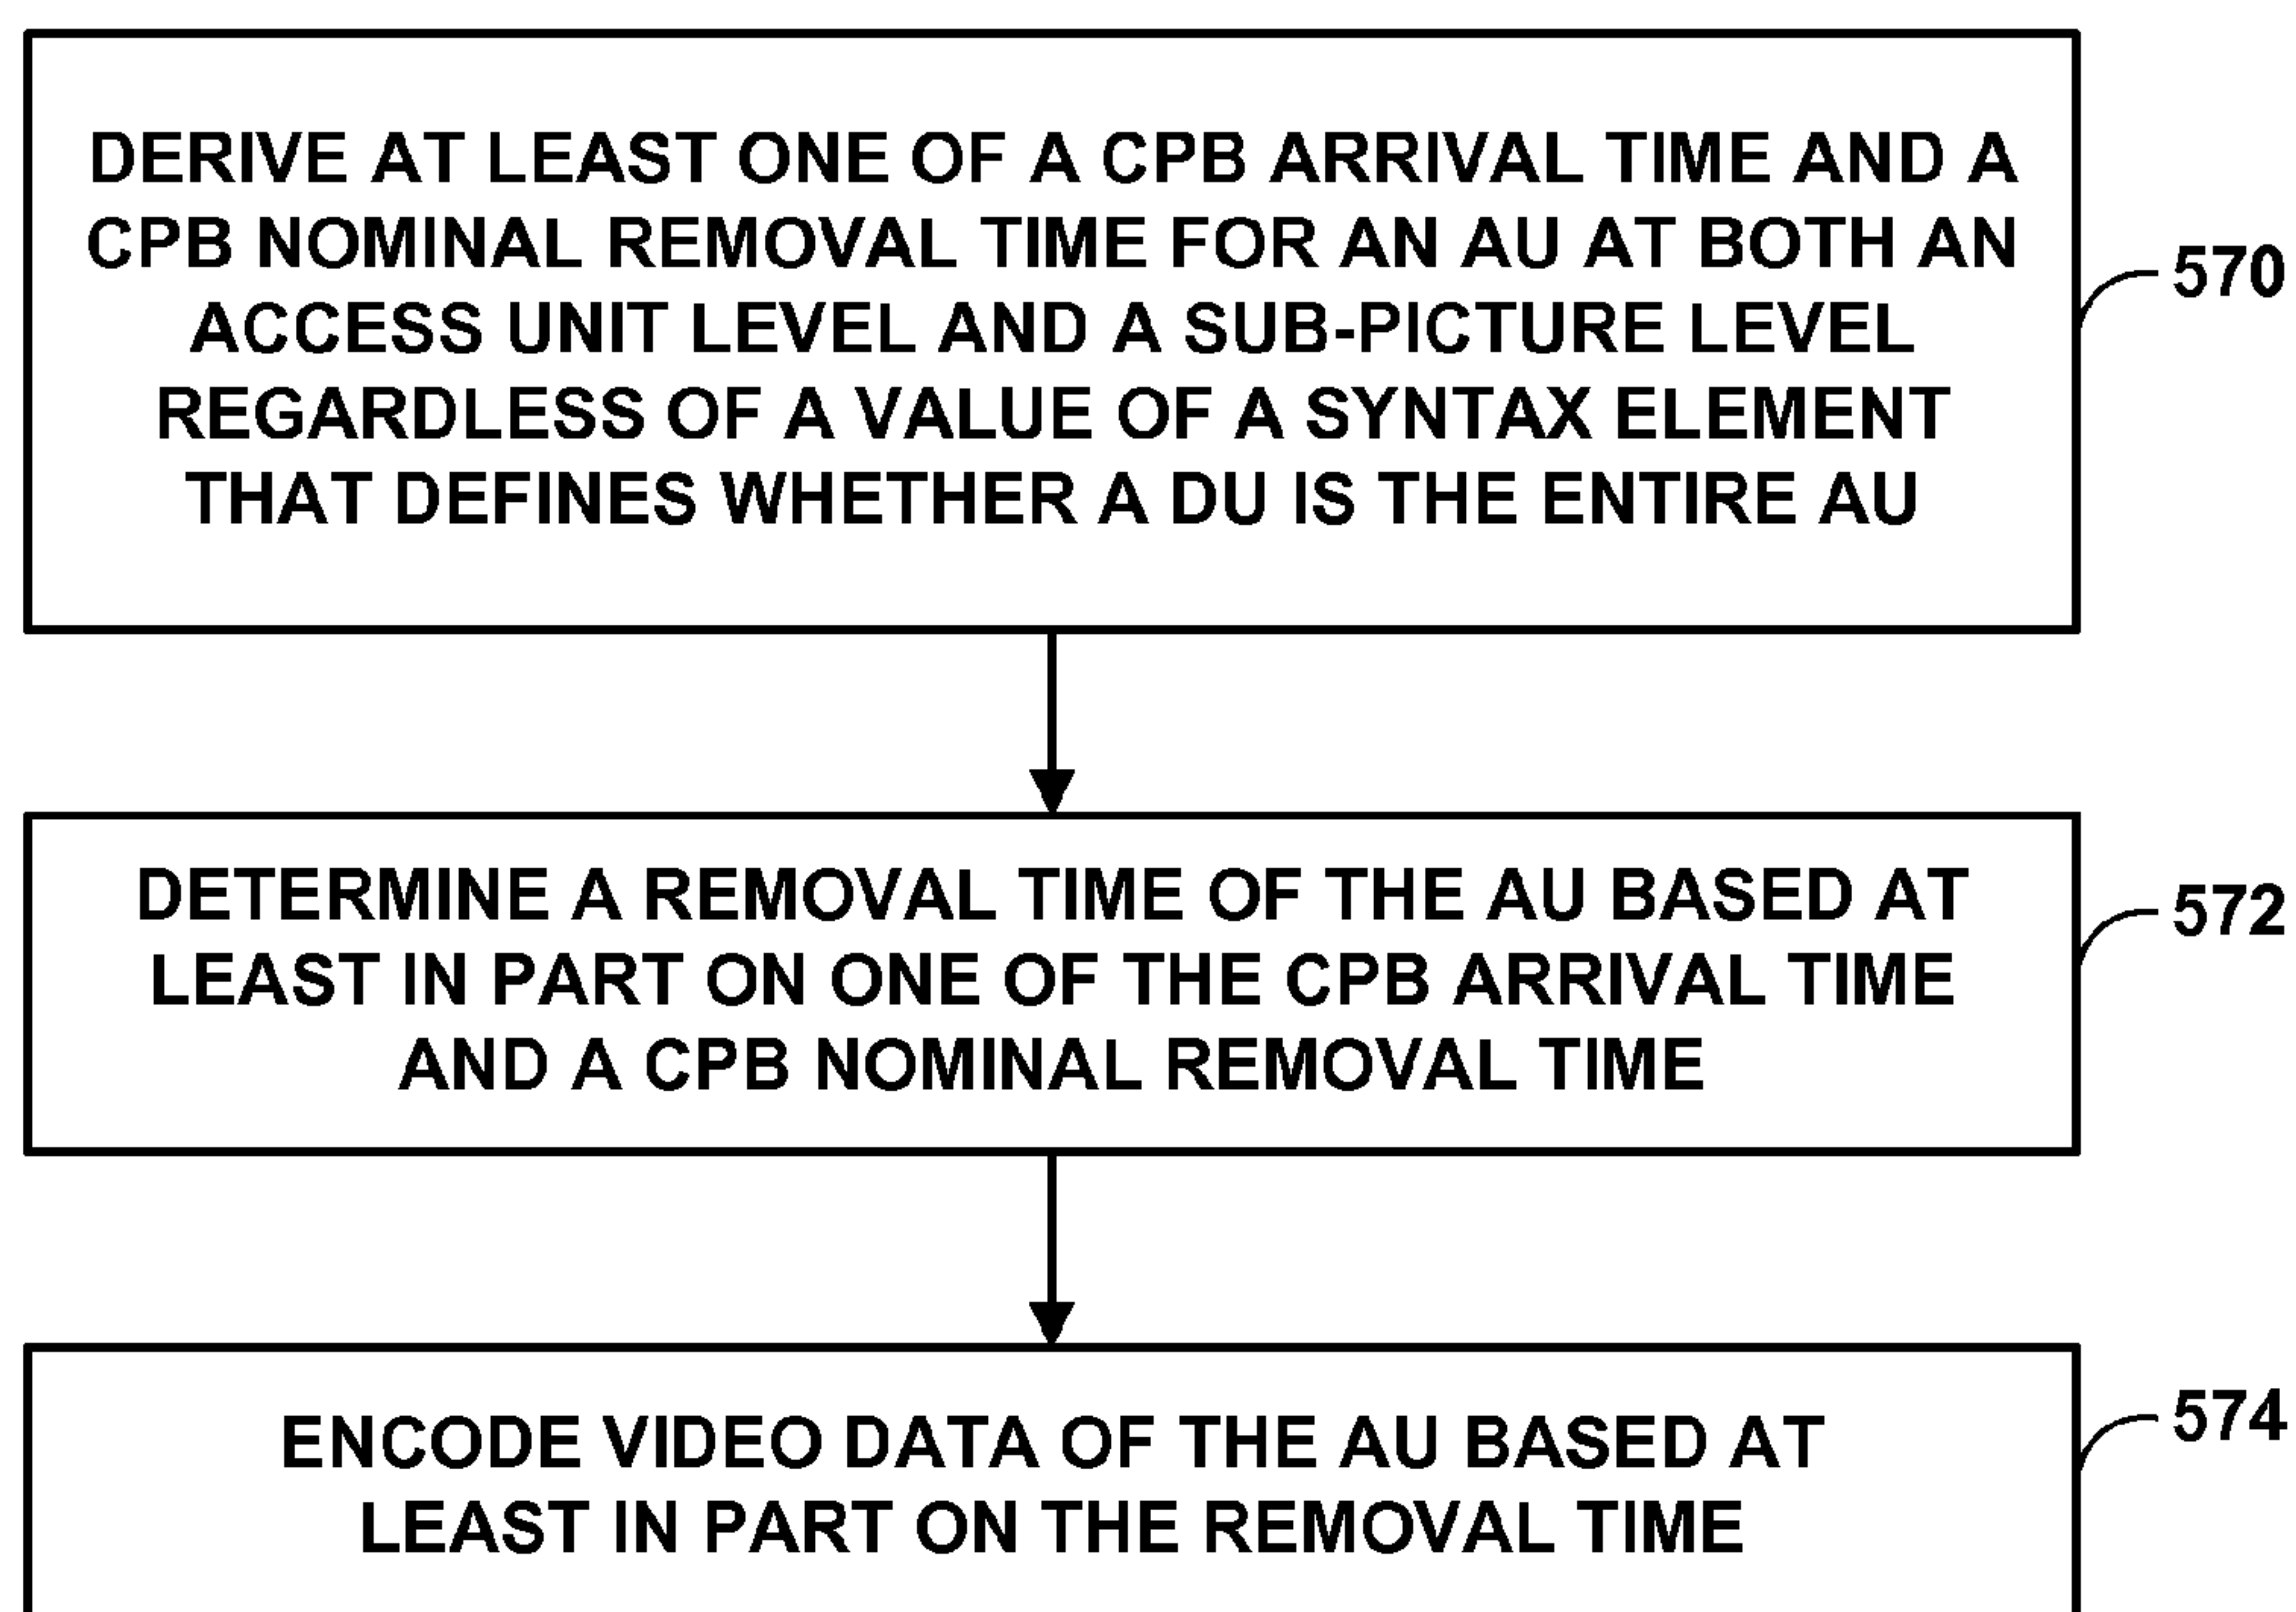 DERIVE AT LEAST ONE OF A CPB ARRIVAL TIME AND A
CPB NOMINAL REMOVAL TIME FOR AN AU AT BOTH AN
ACCESS UNIT LEVEL AND A SUB-PICTURE LEVEL
REGARDLESS OF A VALUE OF A SYNTAX ELEMENT
THAT DEFINES WHETHER A DU IS THE ENTIRE AU
570
DETERMINE A REMOVAL TIME OF THE AU BASED AT
LEAST IN PART ON ONE OF THE CPB ARRIVAL TIME
AND A CPB NOMINAL REMOVAL TIME
572
ENCODE VIDEO DATA OF THE AU BASED AT
LEAST IN PART ON THE REMOVAL TIME
574